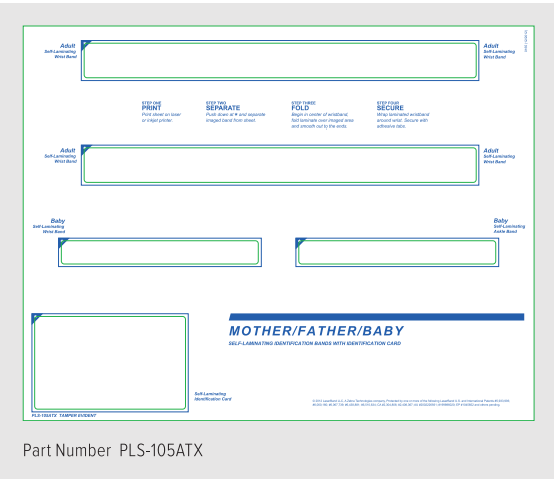 Adult
Self-Laminating
Wrist Band
Adult
Self-Laminating
Wrist Band
STEP ONE
PRINT
Print sheet on laser
or inkjet printer.
STEP TWO
SEPARATE
Push down at # and separate
imaged band from sheet.
STEP THREE
FOLD
Begin in center of wristband,
fold laminate over imaged area
and smooth out to the ends.
STEP FOUR
SECURE
Wrap laminated wristband
around wrist. Secure with
adhesive tabs.
Adult
Self-Laminating
Wrist Band
Adult
Self-Laminating
Wrist Band
Baby
Self-Laminating
Wrist Band
Baby
Self-Laminating
Ankle Band
MOTHER/FATHER/BABY
SELF-LAMINATING IDENTIFICATION BANDS WITH IDENTIFICATION CARD
Self-Laminating
Identification Card
PLS-105ATX TAMPER EVIDENT
Part Number PLS-105ATX